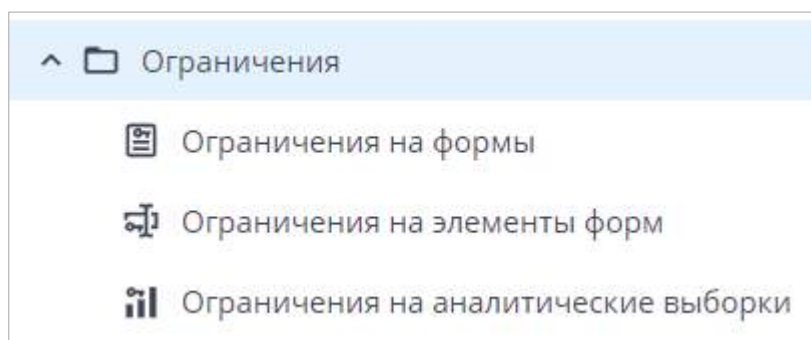 Ограничения
Ограничения на формы
Ограничения на элементы форм
Ограничения на аналитические выборки